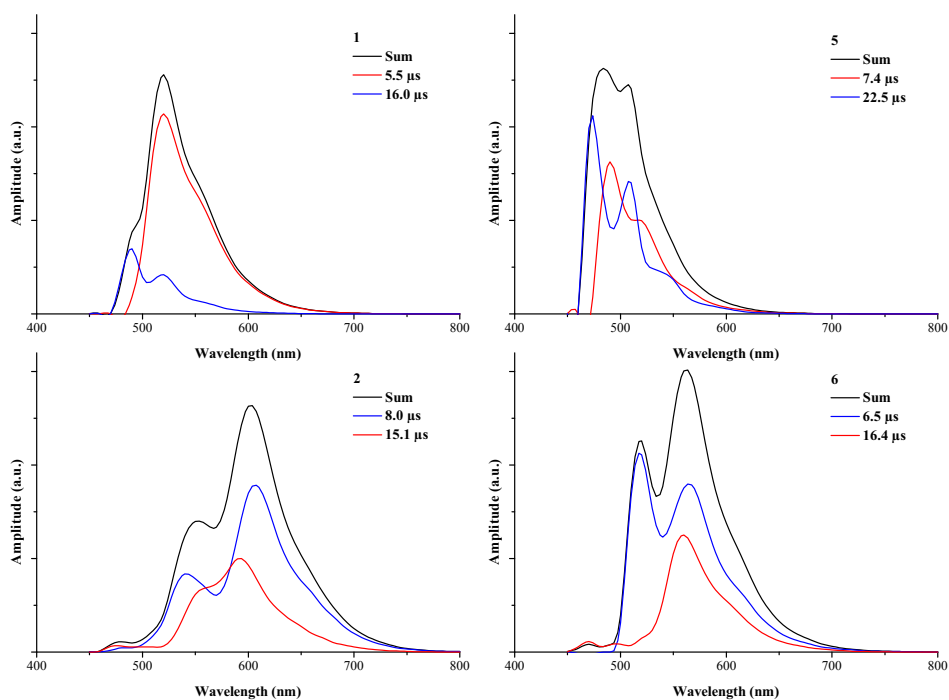 1
Sum
5.5 µs
16.0 µs
Amplitude (a.u.)
400 500 600 700 800
Wavelength (nm)
5
Sum
7.4 µs
22.5 µs
Amplitude (a.u.)
400 500 600 700 800
Wavelength (nm)
2
Sum
8.0 µs
15.1 µs
Amplitude (a.u.)
400 500 600 700 800
Wavelength (nm)
6
Sum
6.5 µs
16.4 µs
Amplitude (a.u.)
400 500 600 700 800
Wavelength (nm)